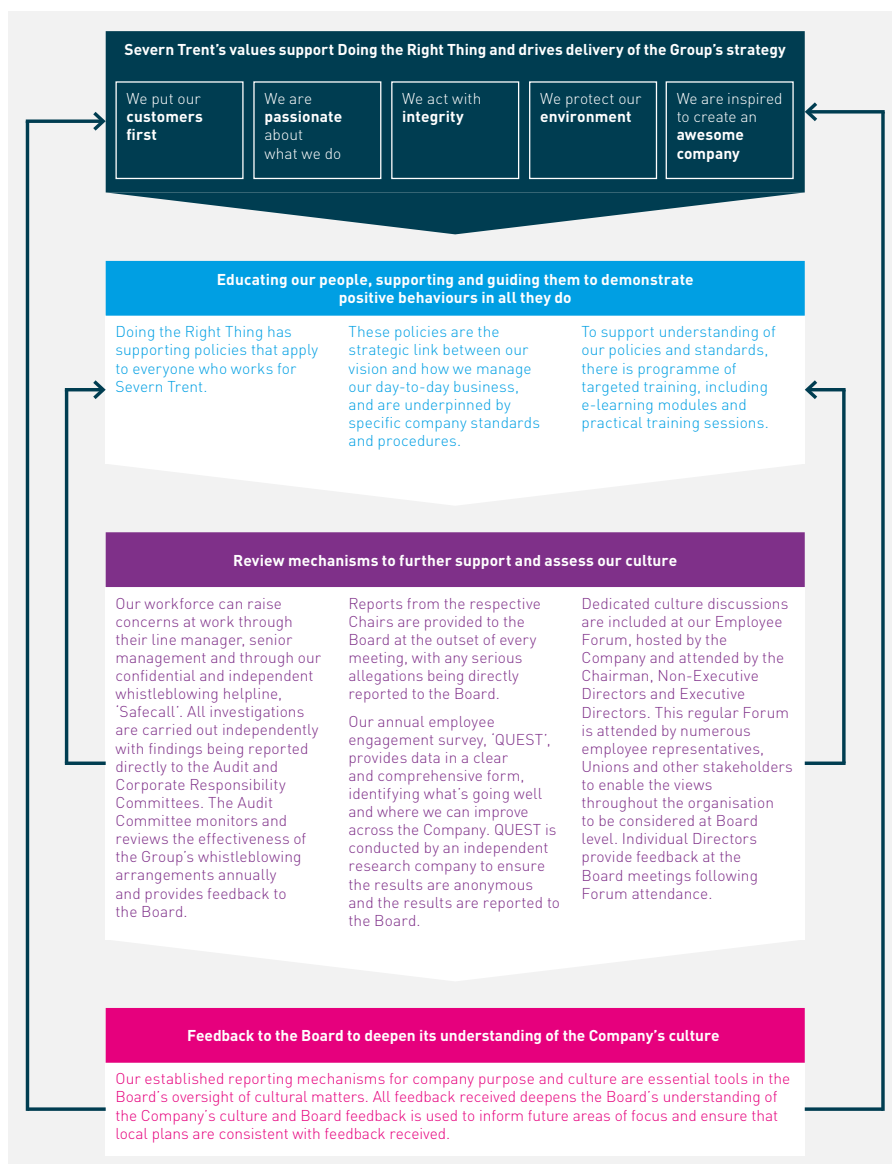 Severn Trent's values support Doing the Right Thing and drives delivery of the Group's strategy
We put our
customers
first
We are
passionate
about
what we do
We act with
integrity
We protect our
environment
We are inspired
to create an
awesome
company
Educating our people, supporting and guiding them to demonstrate
positive behaviours in all they do
Doing the Right Thing has
supporting policies that apply
to everyone who works for
Severn Trent.
These policies are the
strategic link between our
vision and how we manage
our day-to-day business,
and are underpinned by
specific company standards
and procedures.
To support understanding of
our policies and standards,
there is programme of
targeted training, including
e-learning modules and
practical training sessions.
Review mechanisms to further support and assess our culture
Our workforce can raise
concerns at work through
their line manager, senior
management and through our
confidential and independent
whistleblowing helpline,
‘Safecall’. All investigations
are carried out independently
with findings being reported
directly to the Audit and
Corporate Responsibility
Committees. The Audit
Committee monitors and
reviews the effectiveness of
the Group's whistleblowing
arrangements annually
and provides feedback to
the Board.
Reports from the respective
Chairs are provided to the
Board at the outset of every
meeting, with any serious
allegations being directly
reported to the Board.
Our annual employee
engagement survey, ‘QUEST’,
provides data in a clear
and comprehensive form,
identifying what's going well
and where we can improve
across the Company. QUEST is
conducted by an independent
research company to ensure
the results are anonymous
and the results are reported to
the Board.
Dedicated culture discussions
are included at our Employee
Forum, hosted by the
Company and attended by the
Chairman, Non-Executive
Directors and Executive
Directors. This regular Forum
is attended by numerous
employee representatives,
Unions and other stakeholders
to enable the views
throughout the organisation
to be considered at Board
level. Individual Directors
provide feedback at the
Board meetings following
Forum attendance.
Feedback to the Board to deepen its understanding of the Company's culture
Our established reporting mechanisms for company purpose and culture are essential tools in the
Board's oversight of cultural matters. All feedback received deepens the Board's understanding of
the Company's culture and Board feedback is used to inform future areas of focus and ensure that
local plans are consistent with feedback received.